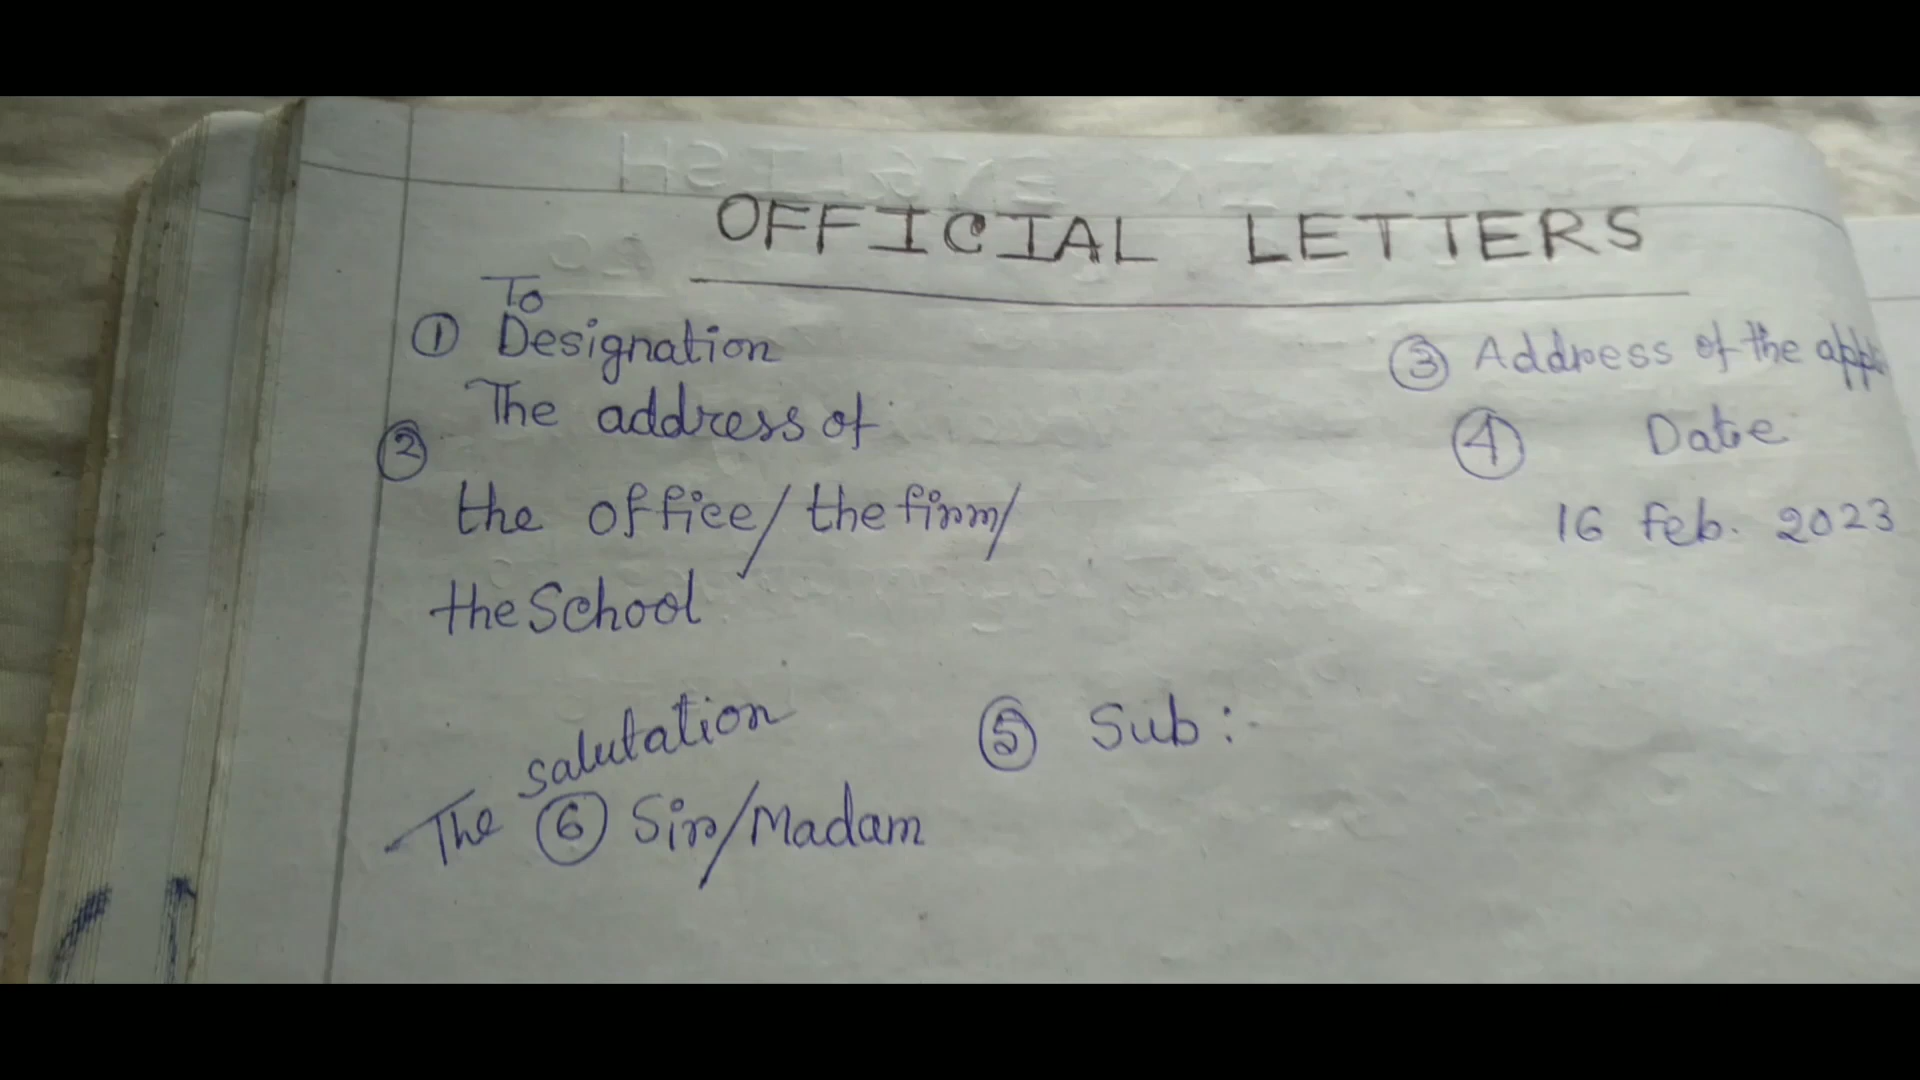 OFFICIAL LETTERS
To
① Designation
The address of
②
the office/the firm/
the School
③ Address of the
④ Date
16 Feb. 2023
⑤ Sub:-
The salutation
⑥ Sir/Madam